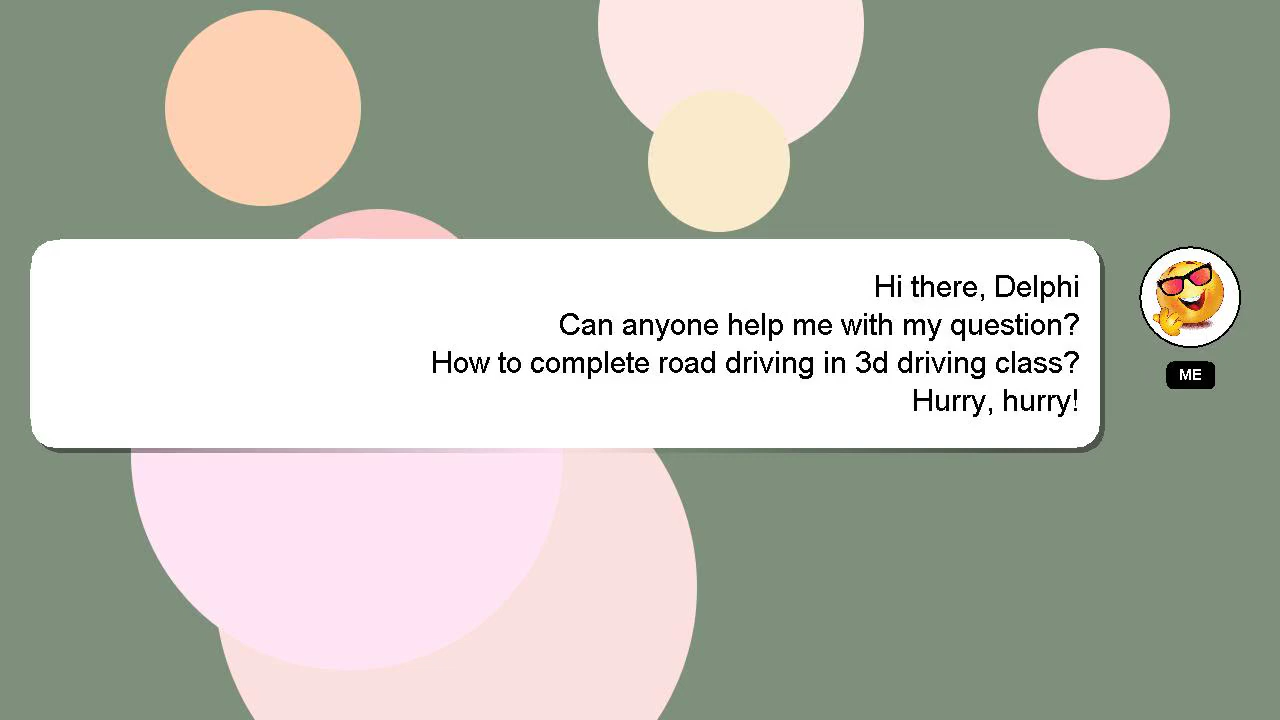 Hi there, Delphi
Can anyone help me with my question?
How to complete road driving in 3d driving class?
Hurry, hurry!
ME